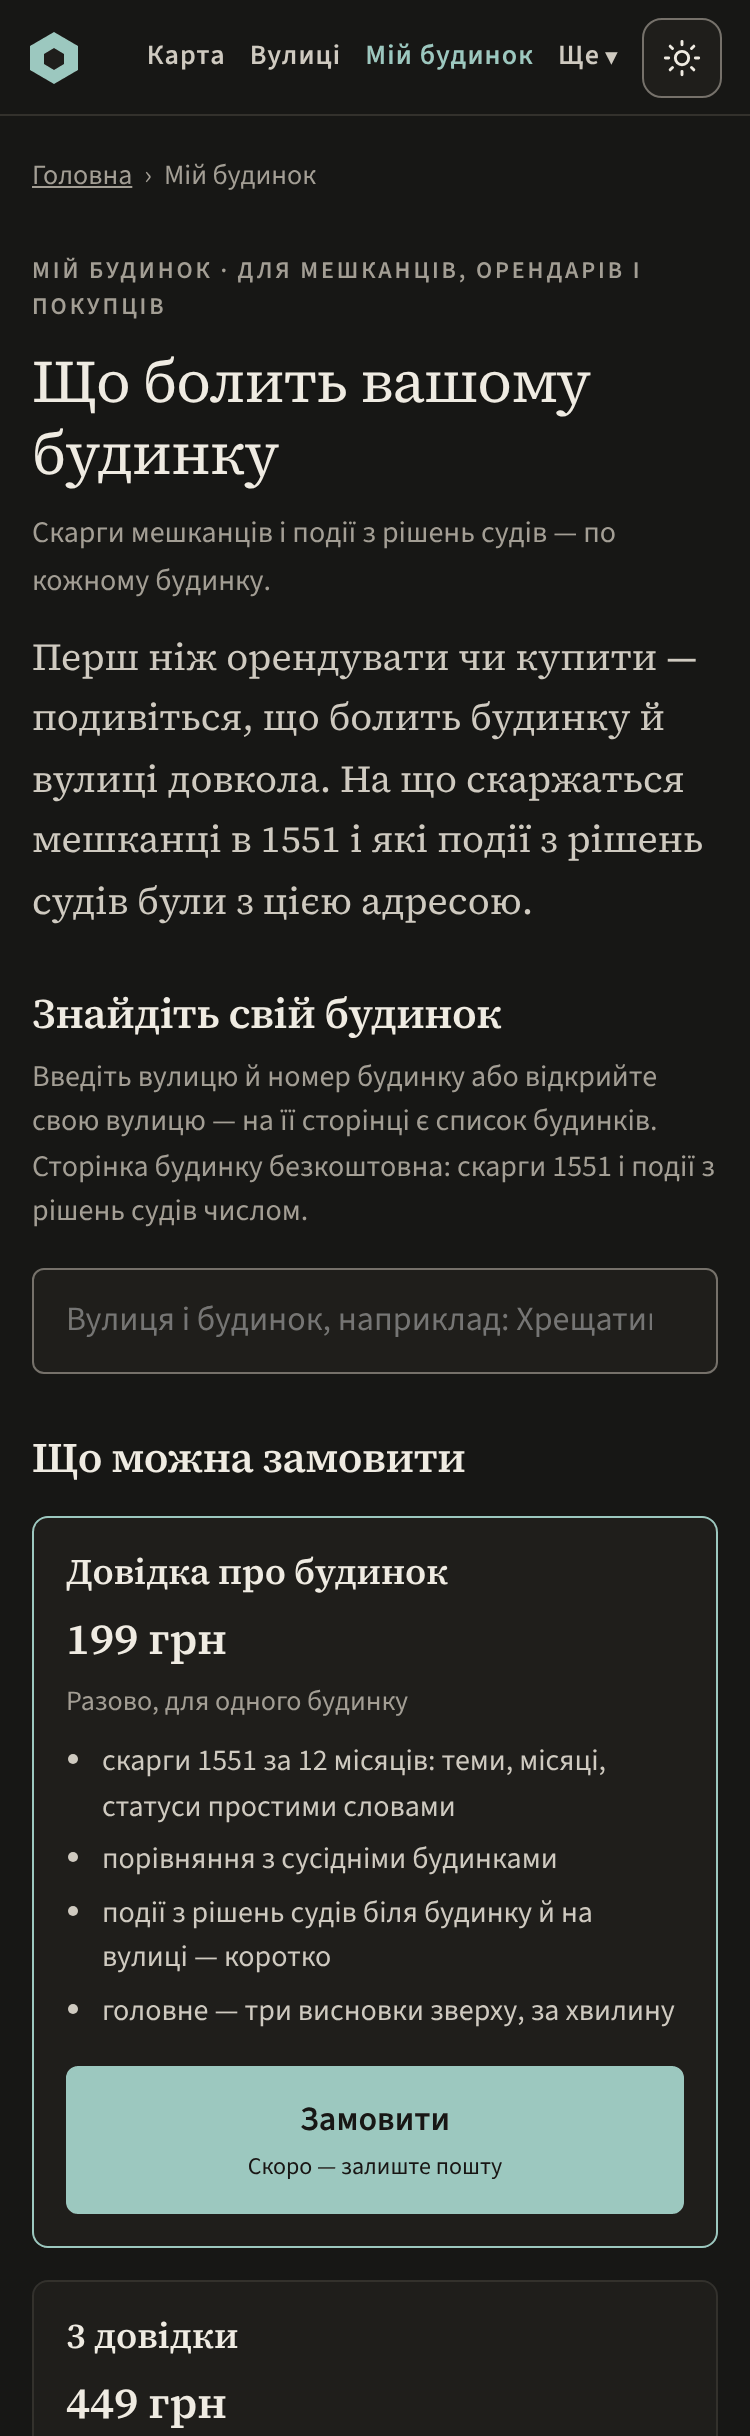 Карта Вулиці Мій будинок Ще ▾
Головна › Мій будинок
МІЙ БУДИНОК · ДЛЯ МЕШКАНЦІВ, ОРЕНДАРІВ І
ПОКУПЦІВ
Що болить вашому
будинку
Скарги мешканців і події з рішень судів — по
кожному будинку.
Перш ніж орендувати чи купити —
подивіться, що болить будинку й
вулиці довкола. На що скаржаться
мешканці в 1551 і які події з рішень
судів були з цією адресою.
Знайдіть свій будинок
Введіть вулицю й номер будинку або відкрийте
свою вулицю — на її сторінці є список будинків.
Сторінка будинку безкоштовна: скарги 1551 і події з
рішень судів числом.
Вулиця і будинок, наприклад:
Що можна замовити
Довідка про будинок
199 грн
Разово, для одного будинку
• скарги 1551 за 12 місяців: теми, місяці,
статуси простими словами
• порівняння з сусідніми будинками
• події з рішень судів біля будинку й на
вулиці — коротко
• головне — три висновки зверху, за хвилину
Замовити
Скоро — залиште пошту
3 довідки
449 грн